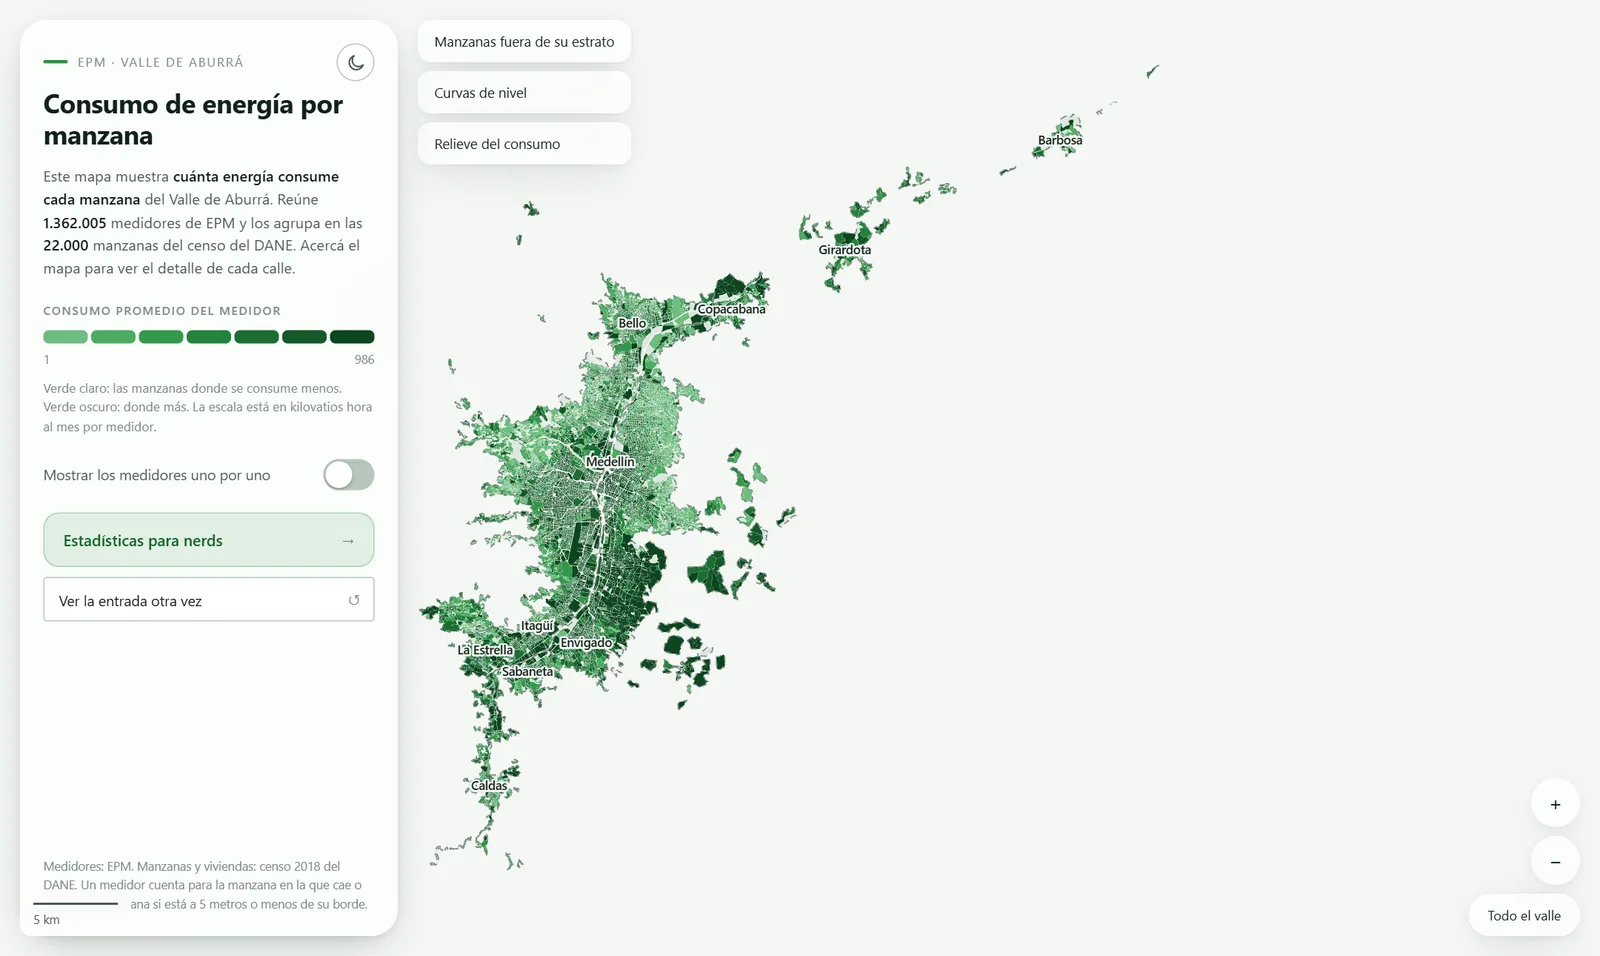 EPM · VALLE DE ABURRÁ
Consumo de energía por
manzana
Este mapa muestra cuánta energía consume
cada manzana del Valle de Aburrá. Reúne
1.362.005 medidores de EPM y los agrupa en las
22.000 manzanas del censo del DANE. Acercá el
mapa para ver el detalle de cada calle.
CONSUMO PROMEDIO DEL MEDIDOR
1
986
Verde claro: las manzanas donde se consume menos.
Verde oscuro: donde más. La escala está en kilovatios hora
al mes por medidor.
Mostrar los medidores uno por uno
Estadísticas para nerds →
Ver la entrada otra vez ↺
Medidores: EPM. Manzanas y viviendas: censo 2018 del
DANE. Un medidor cuenta para la manzana en la que cae o
ana si está a 5 metros o menos de su borde.
5 km
Manzanas fuera de su estrato
Curvas de nivel
Relieve del consumo
Barbosa
Girardota
Copacabana
Bello
Medellín
Itagüí
Envigado
La Estrella
Sabaneta
Caldas
+
−
Todo el valle